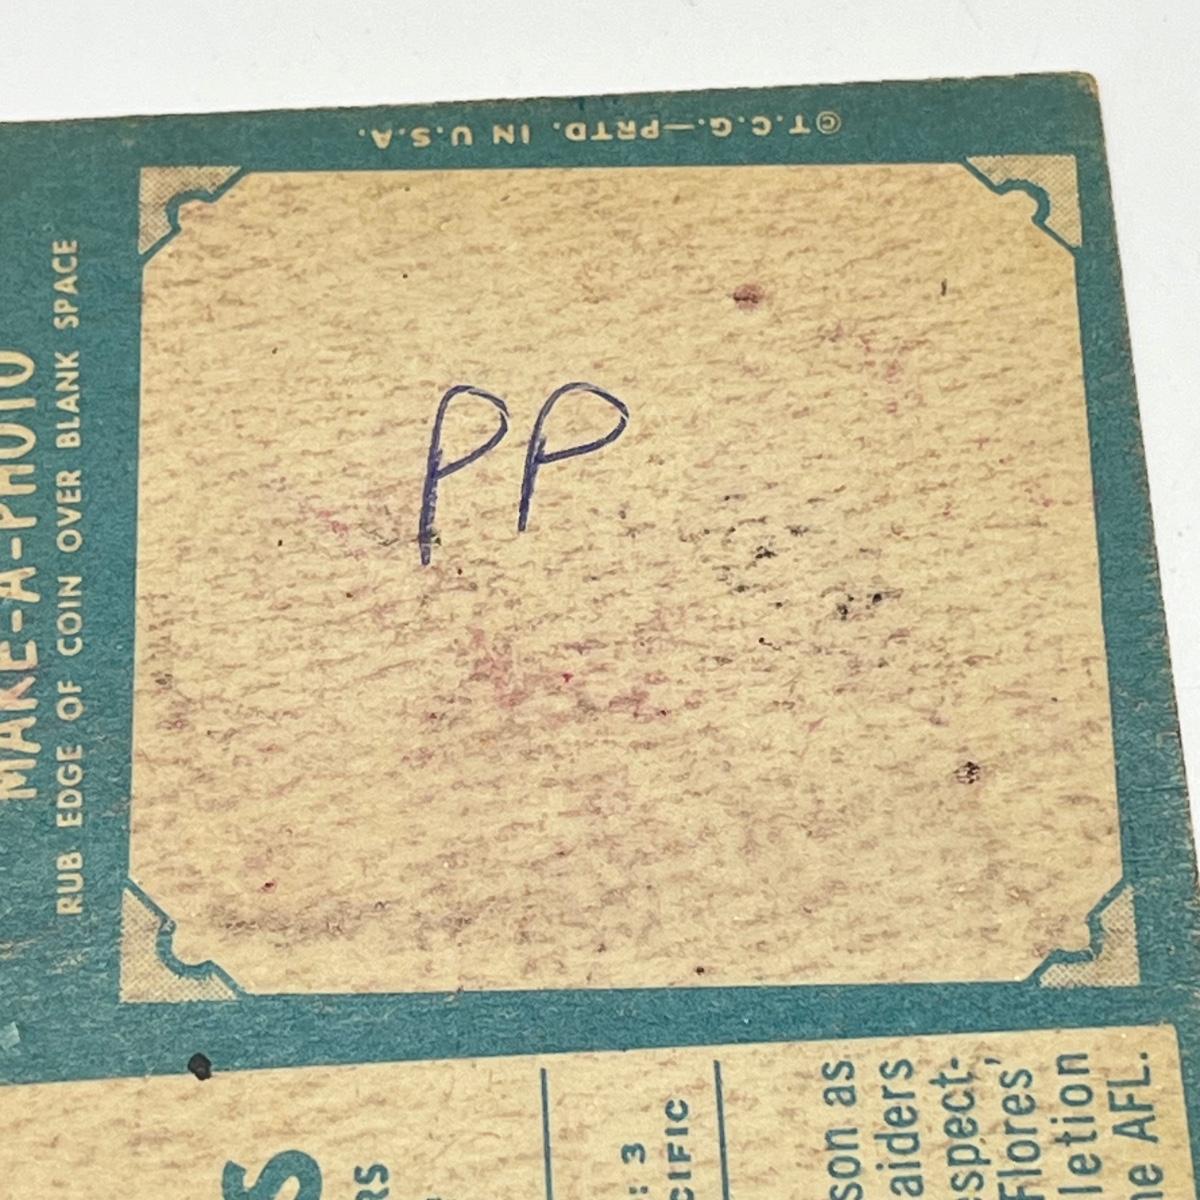 ©T.C.G.—PRTD. IN U.S.A.
MAKE-A-PHOTO
RUB EDGE OF COIN OVER BLANK SPACE
PP
S
RS
: 3
CIFIC
son as
aiders
espect-
Flores'
letion
e AFL.